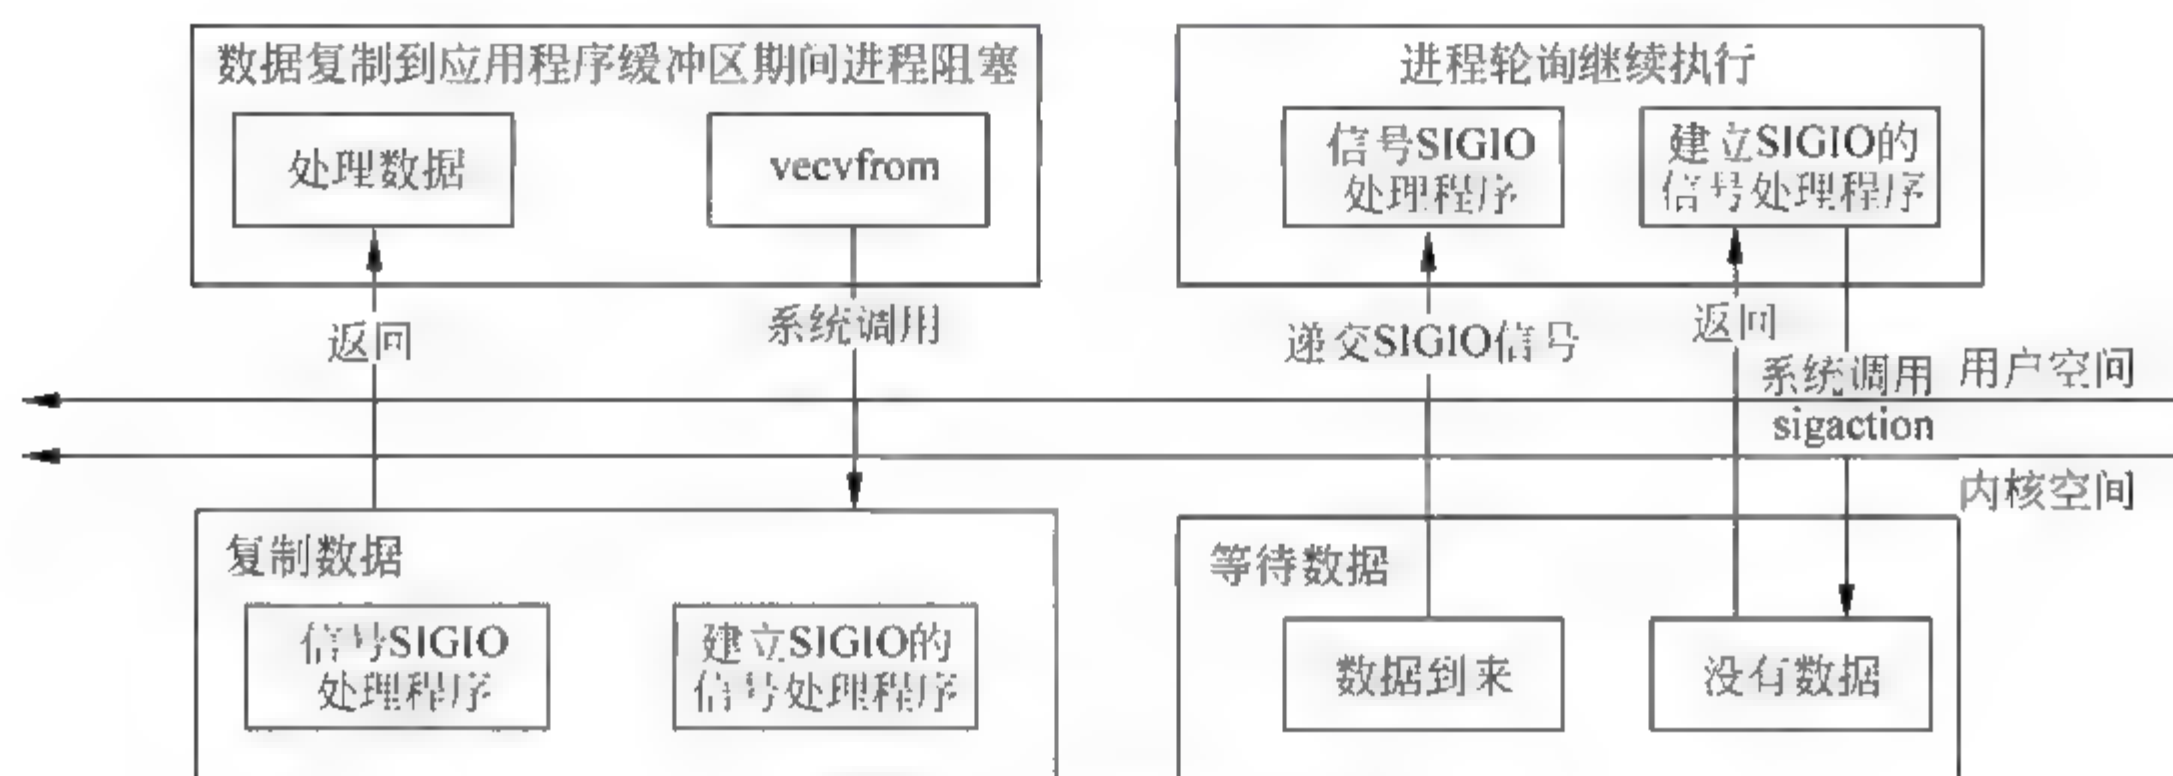 数据复制到应用程序缓冲区期间进程阻塞
处理数据
vecvfrom
进程轮询继续执行
信号SIGIO
处理程序
建立SIGIO的
信号处理程序
返回
系统调用
递交SIGIO信号
返回
系统调用
sigaction
用户空间
内核空间
复制数据
信号SIGIO
处理程序
建立SIGIO的
信号处理程序
等待数据
数据到来
没有数据